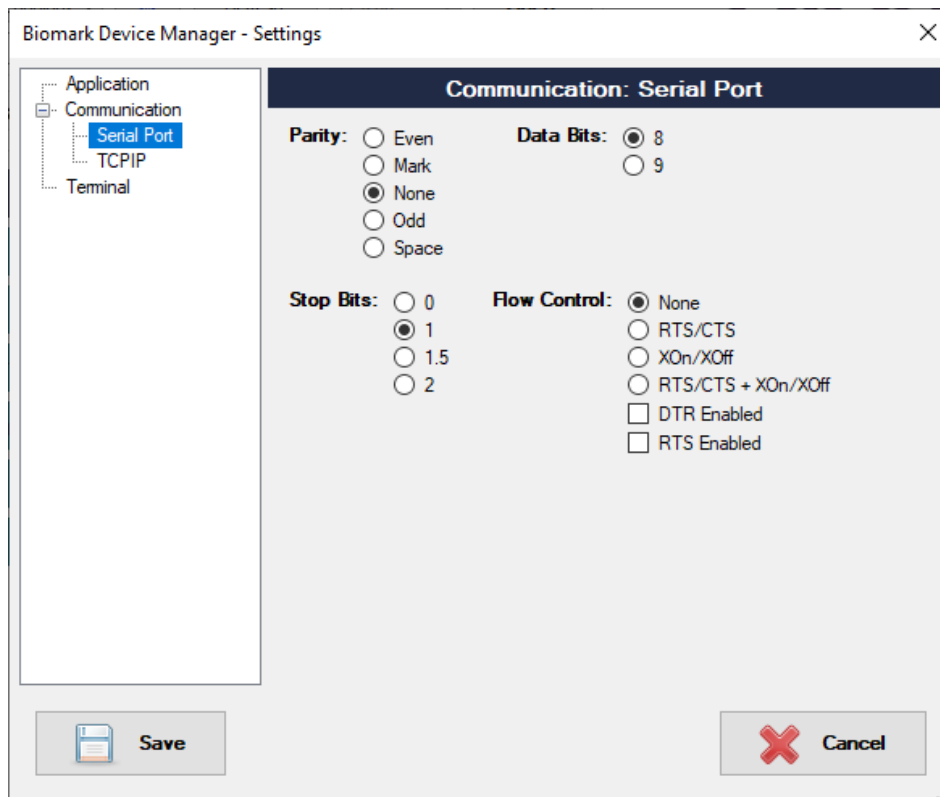 Biomark Device Manager - Settings
Application
Communication
Serial Port
TCPIP
Terminal
Communication: Serial Port
Parity:
Even
Mark
None
Odd
Space
Data Bits:
8
9
Stop Bits:
0
1
1.5
2
Flow Control:
None
RTS/CTS
XOn/XOff
RTS/CTS + XOn/XOff
DTR Enabled
RTS Enabled
Save
Cancel